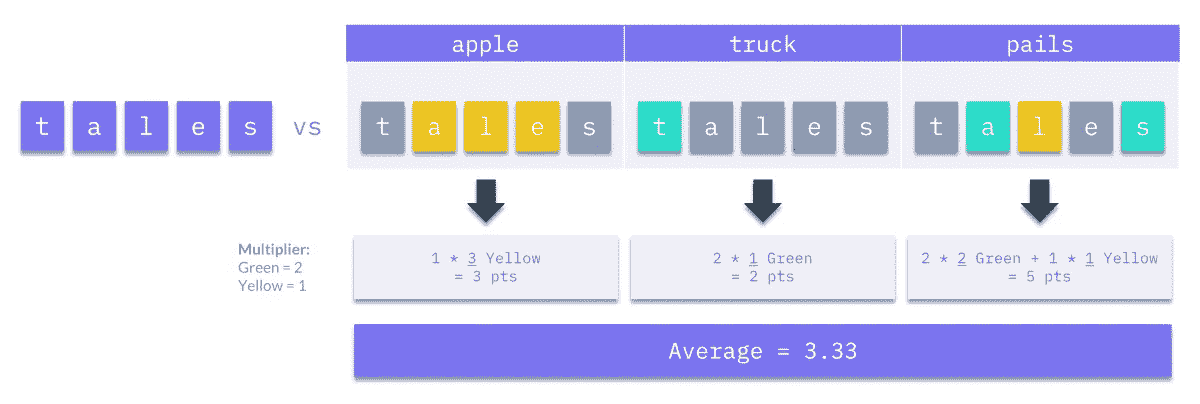 apple truck pails
t a l e s vs t a l e s t a l e s t a l e s
Multiplier:
Green = 2
Yellow = 1
1 * 3 Yellow
= 3 pts
2 * 1 Green
= 2 pts
2 * 2 Green + 1 * 1 Yellow
= 5 pts
Average = 3.33